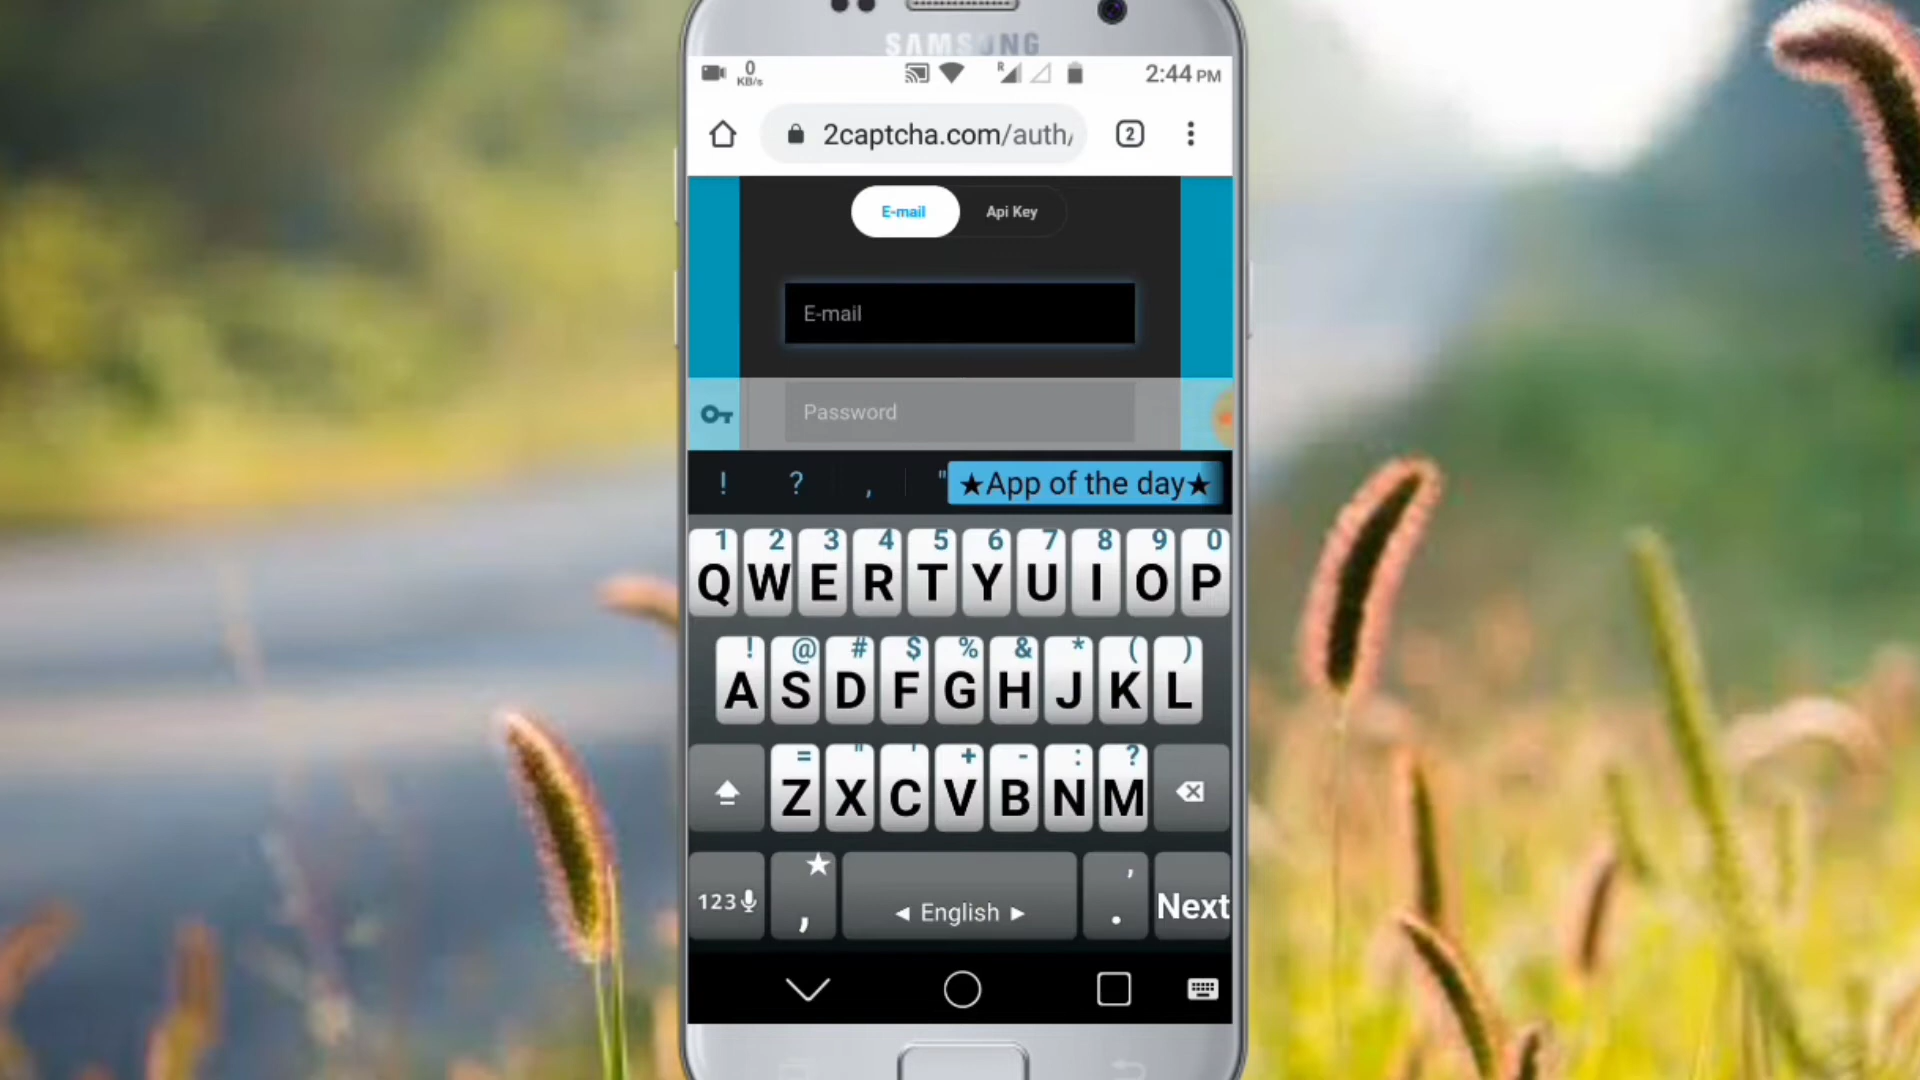 SAMSUNG
0 KB/s R 2:44 PM
2captcha.com/auth/ 2
E-mail Api Key
E-mail
Password
! ? , " ★App of the day★
1 2 3 4 5 6 7 8 9 0
Q W E R T Y U I O P
! @ # $ % & * ( )
A S D F G H J K L
= " ' + - : ?
Z X C V B N M
★ ,
123 , ◄ English ► . Next